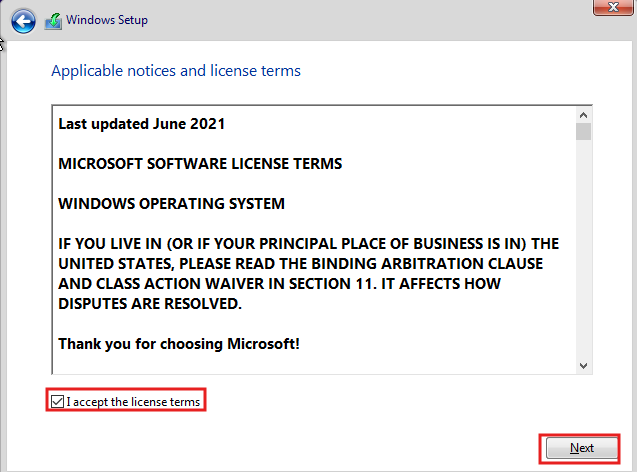 Windows Setup
Applicable notices and license terms
Last updated June 2021
MICROSOFT SOFTWARE LICENSE TERMS
WINDOWS OPERATING SYSTEM
IF YOU LIVE IN (OR IF YOUR PRINCIPAL PLACE OF BUSINESS IS IN) THE
UNITED STATES, PLEASE READ THE BINDING ARBITRATION CLAUSE
AND CLASS ACTION WAIVER IN SECTION 11. IT AFFECTS HOW
DISPUTES ARE RESOLVED.
Thank you for choosing Microsoft!
I accept the license terms
Next